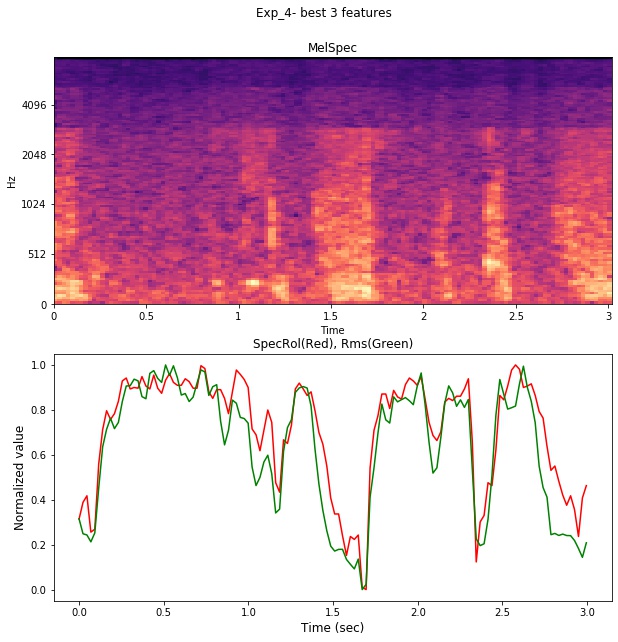 Exp_4- best 3 features
MelSpec
4096
2048
1024
512
0
Hz
0 0.5 1 1.5 2 2.5 3
Time
SpecRol(Red), Rms(Green)
1.0
0.8
0.6
0.4
0.2
0.0
Normalized value
0.0 0.5 1.0 1.5 2.0 2.5 3.0
Time (sec)